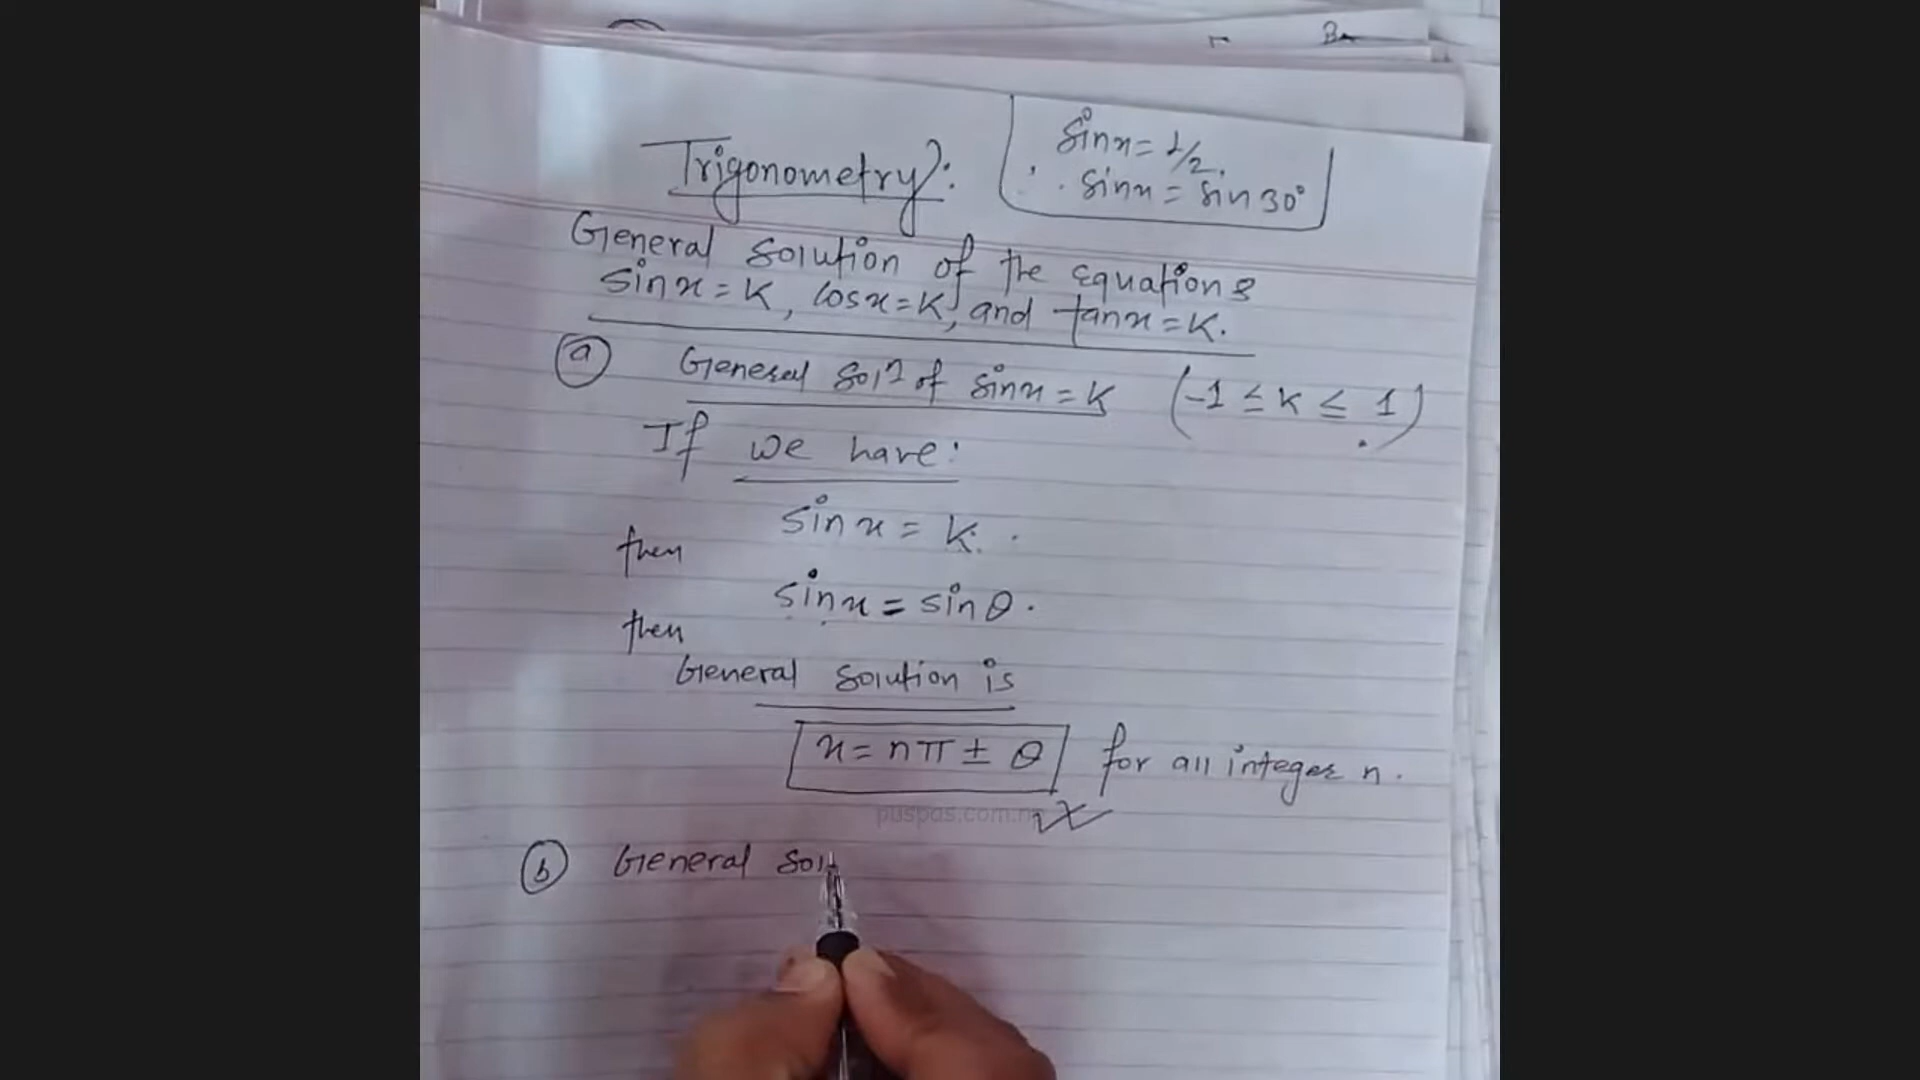 Trigonometry:
sinx = 1/2.
∴ sinx = sin 30°
General Solution of the equations
sinx = K, cosx = K, and tanx = K.
(a) General Solⁿ of sinx = K (-1 ≤ K ≤ 1)
If we have:
sinx = K.
then
sinx = sinθ.
then
General solution is
x = nπ ± θ for all integer n.
puspas.com.n
(b) General Sol